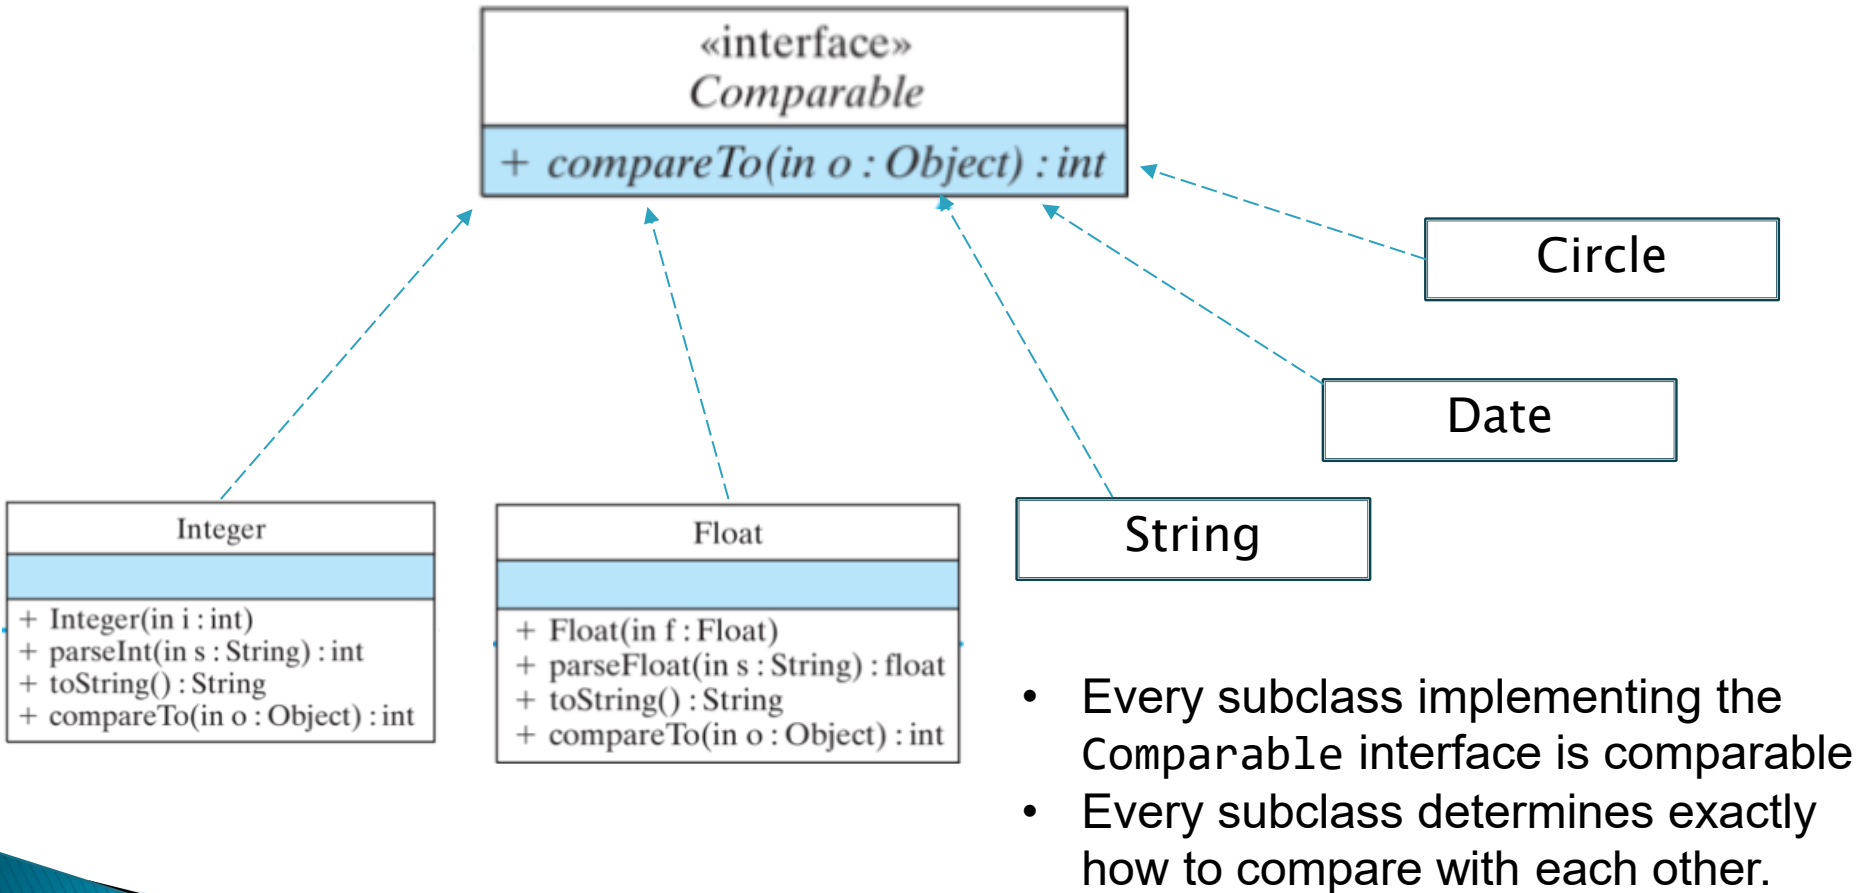 «interface»
Comparable
+ compareTo(in o : Object) : int
Circle
Date
String
Integer
+ Integer(in i : int)
+ parseInt(in s : String) : int
+ toString() : String
+ compareTo(in o : Object) : int
Float
+ Float(in f : Float)
+ parseFloat(in s : String) : float
+ toString() : String
+ compareTo(in o : Object) : int
• Every subclass implementing the
Comparable interface is comparable
• Every subclass determines exactly
how to compare with each other.